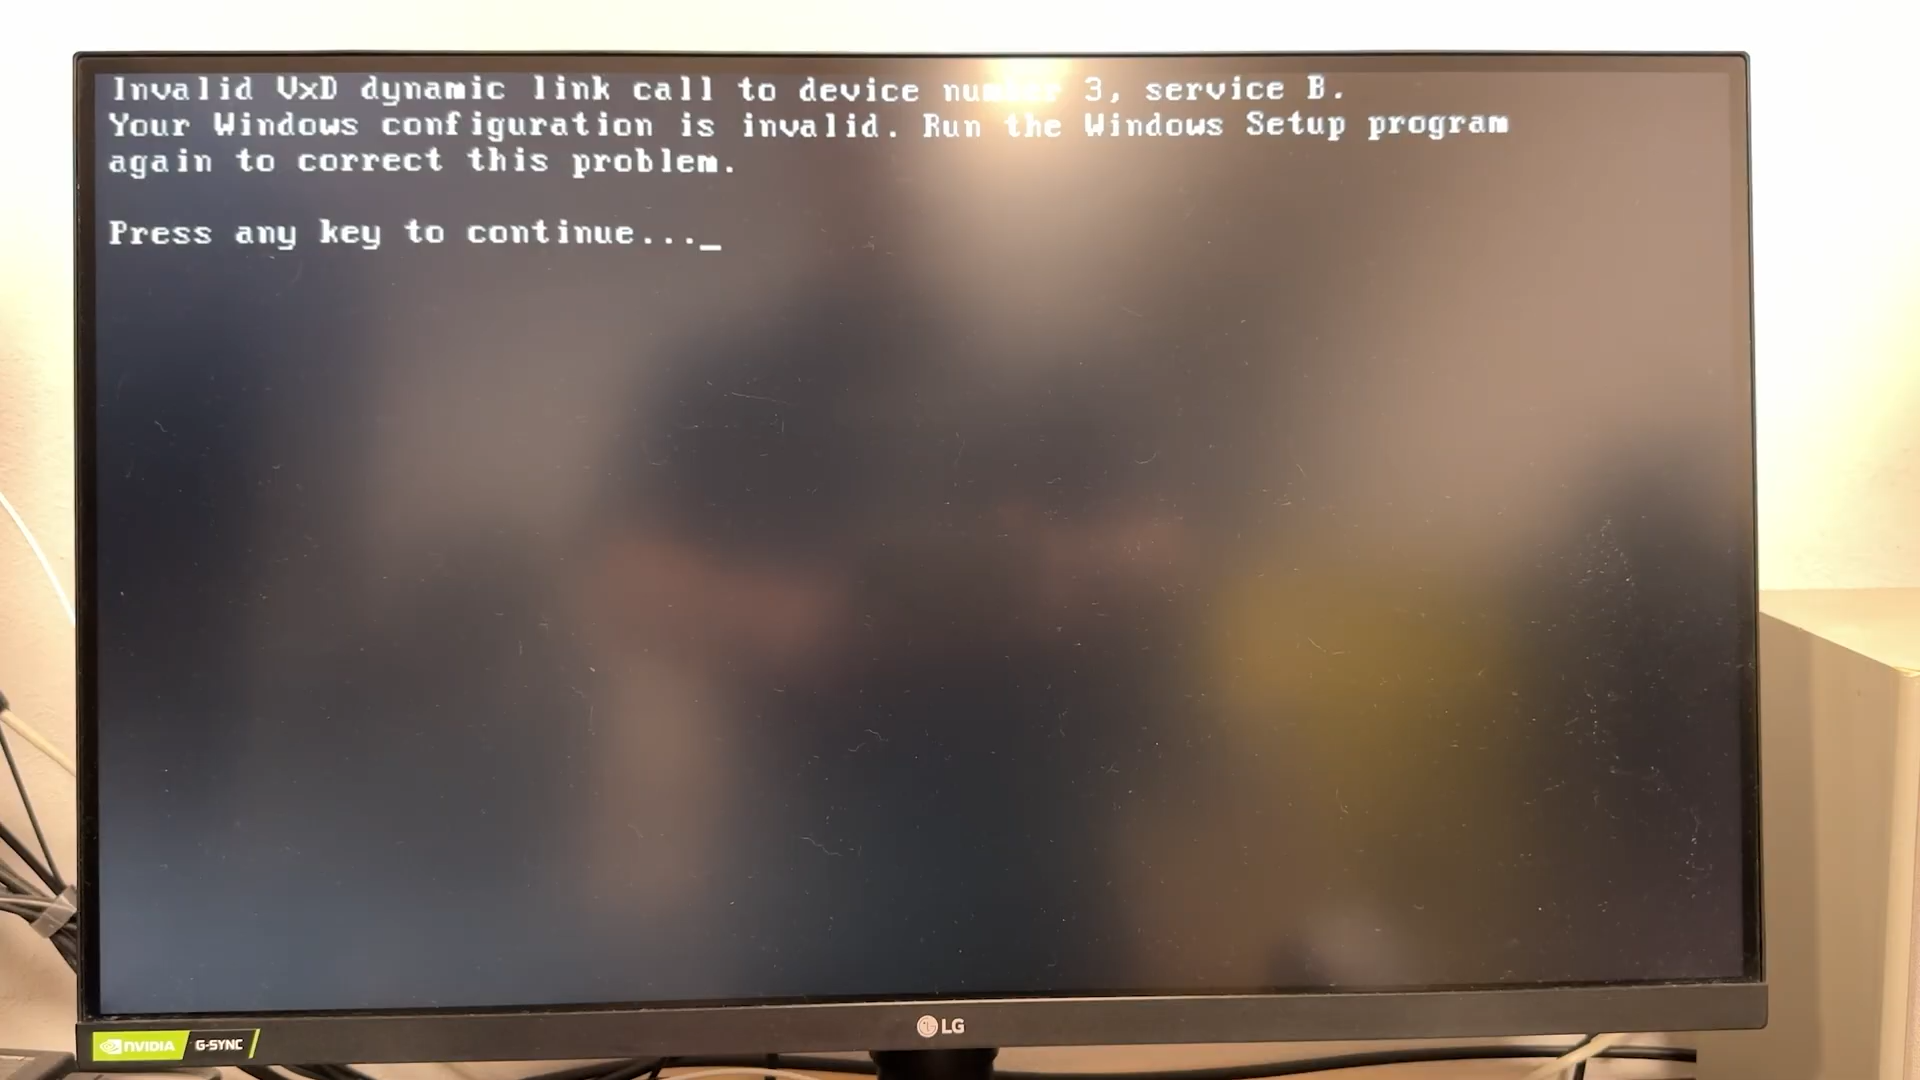 Invalid VxD dynamic link call to device number 3, service B.
Your Windows configuration is invalid. Run the Windows Setup program
again to correct this problem.
Press any key to continue..._
LG
NVIDIA G-SYNC